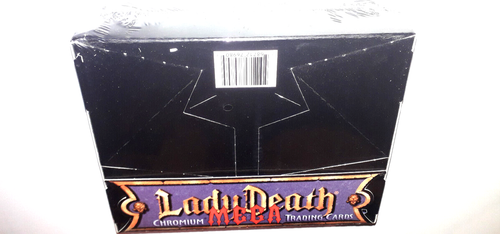 Lady Death®
CHROMIUM MEGA TRADING CARDS